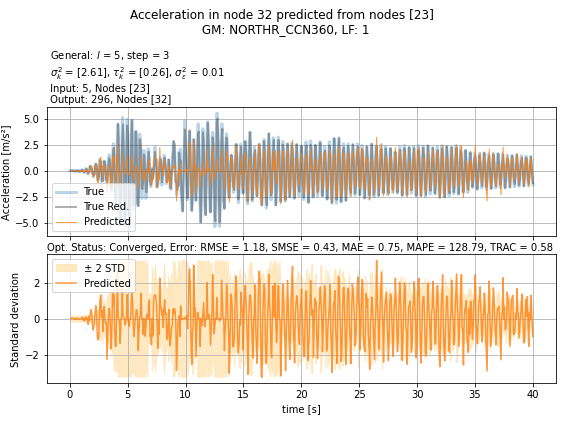 Acceleration in node 32 predicted from nodes [23]
GM: NORTHR_CCN360, LF: 1
General: l = 5, step = 3
σ²ₖ = [2.61], τ²ₖ = [0.26], σ²ₑ = 0.01
Input: 5, Nodes [23]
Output: 296, Nodes [32]
Acceleration [m/s²]
5.0
2.5
0.0
−2.5
−5.0
True
True Red.
Predicted
Opt. Status: Converged, Error: RMSE = 1.18, SMSE = 0.43, MAE = 0.75, MAPE = 128.79, TRAC = 0.58
Standard deviation
2
0
−2
± 2 STD
Predicted
0 5 10 15 20 25 30 35 40
time [s]